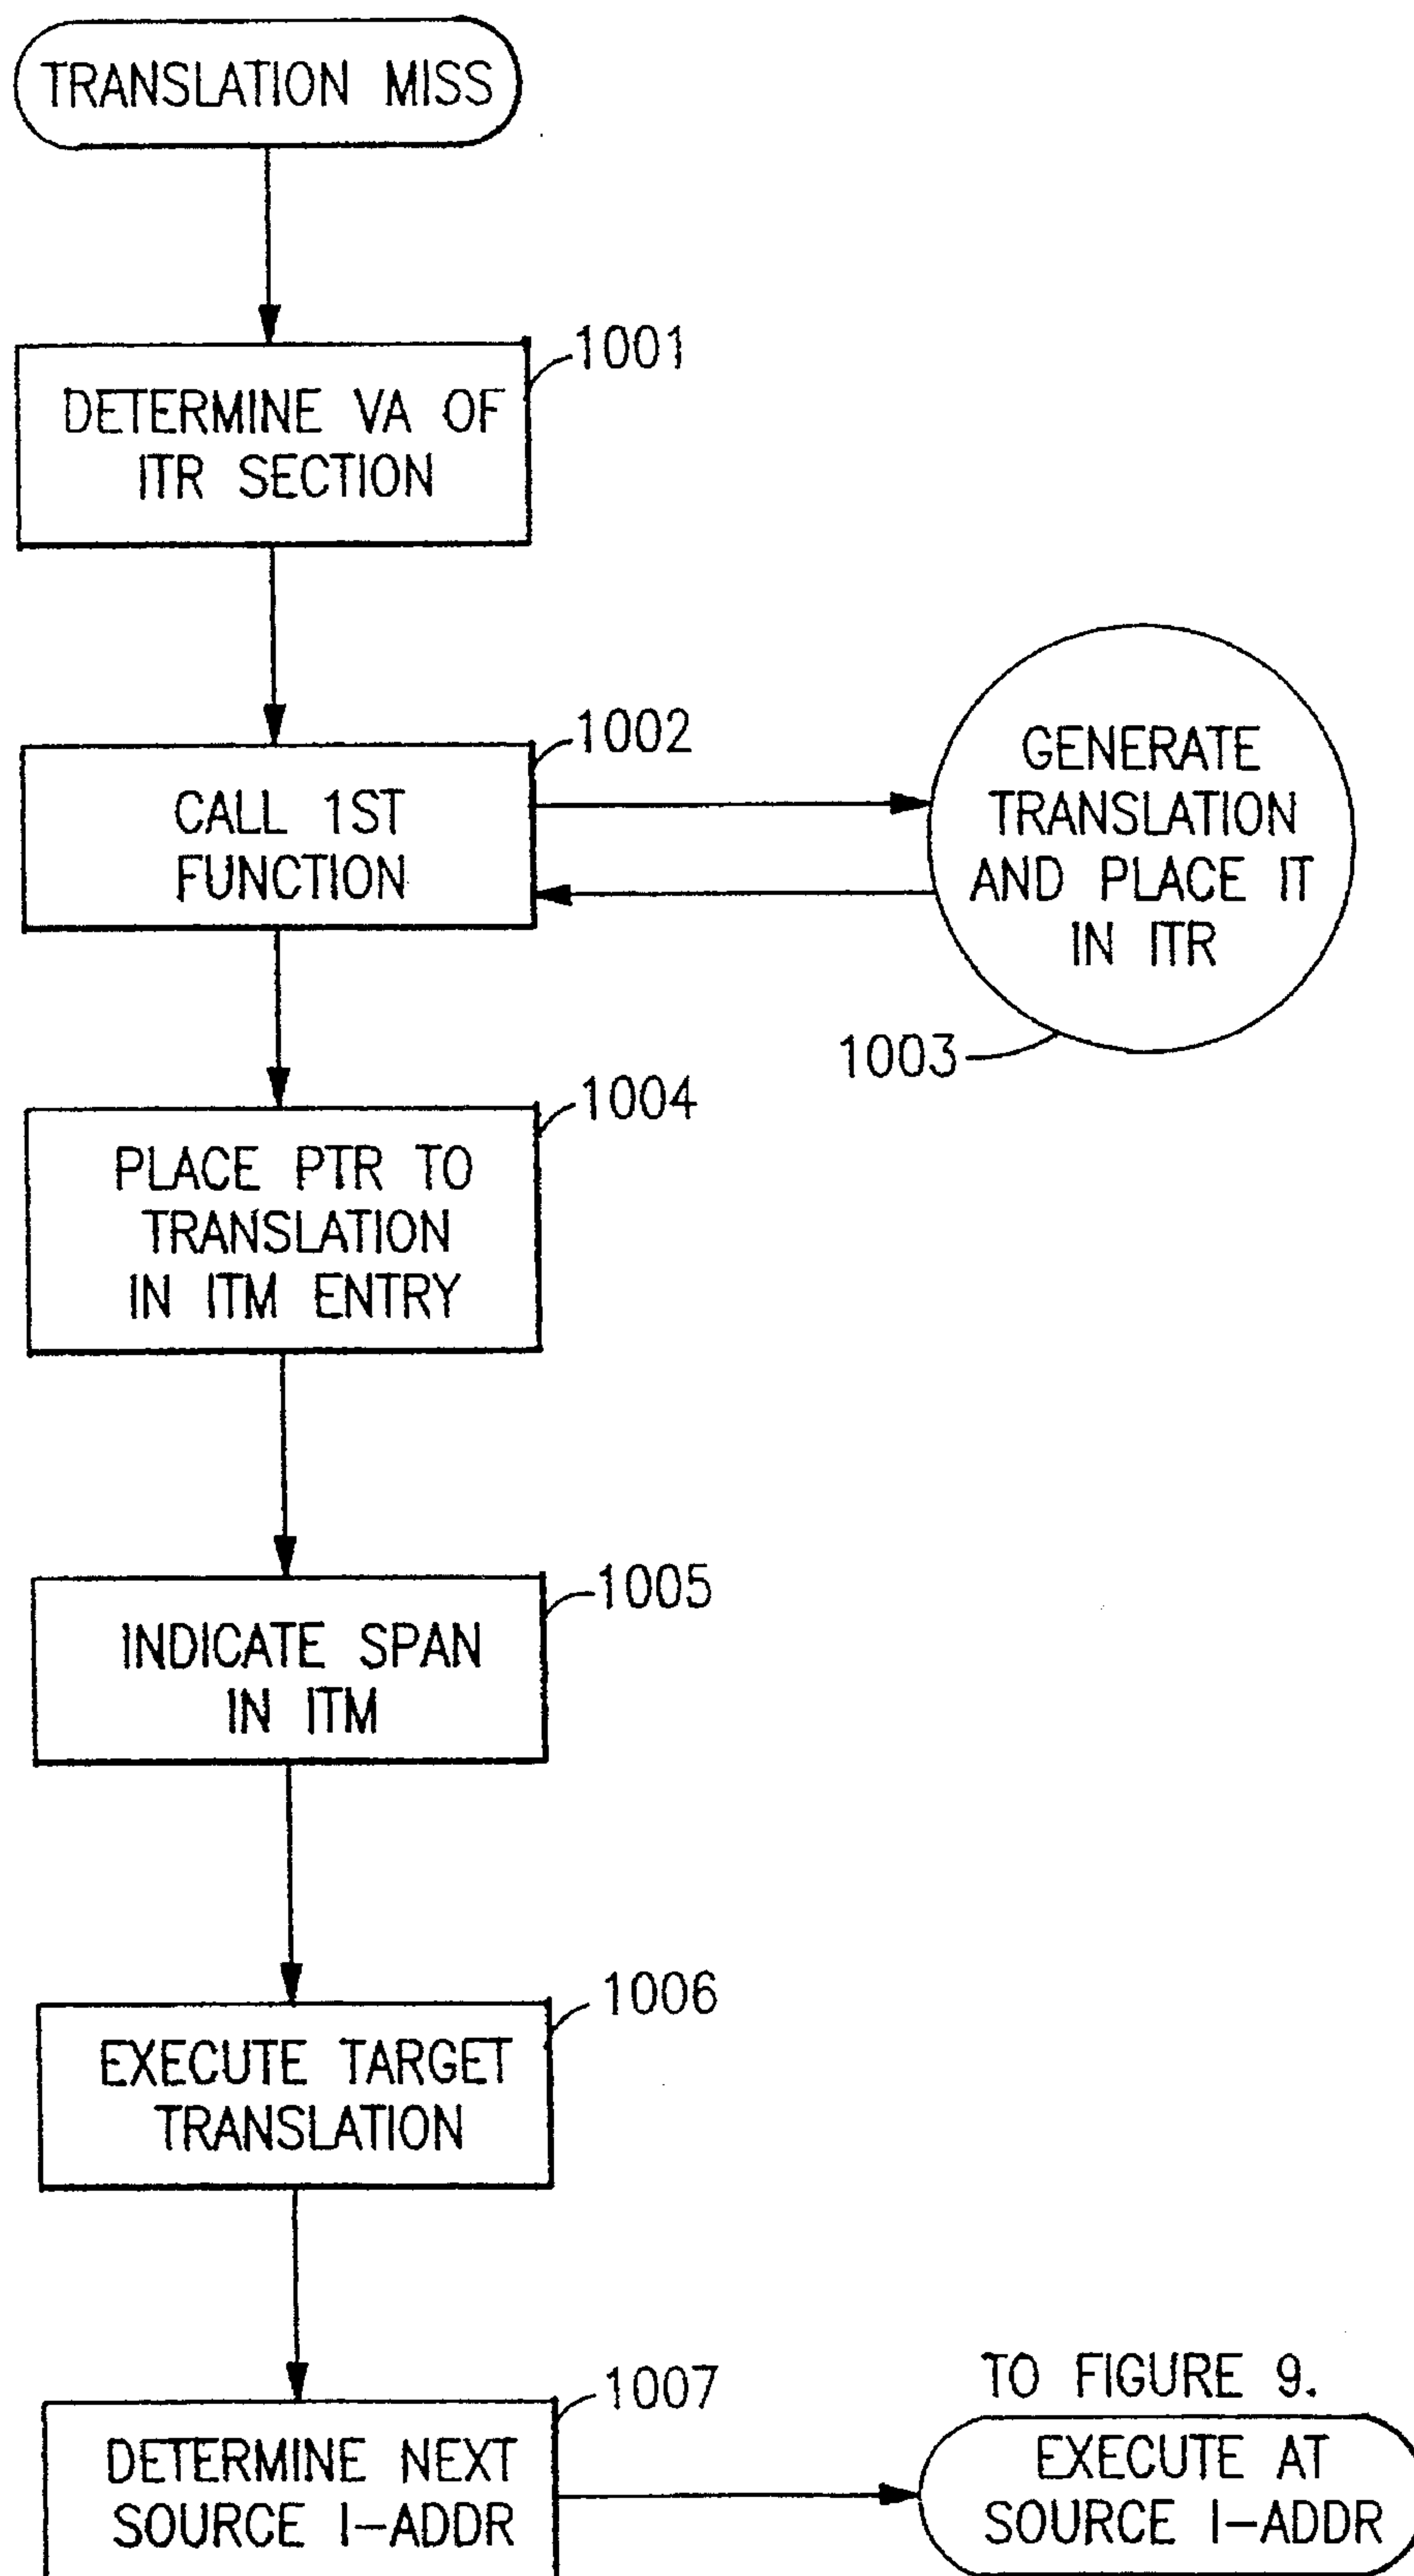 TRANSLATION MISS
1001
DETERMINE VA OF
ITR SECTION
1002
CALL 1ST
FUNCTION
GENERATE
TRANSLATION
AND PLACE IT
IN ITR
1003
1004
PLACE PTR TO
TRANSLATION
IN ITM ENTRY
1005
INDICATE SPAN
IN ITM
1006
EXECUTE TARGET
TRANSLATION
1007
DETERMINE NEXT
SOURCE I-ADDR
TO FIGURE 9.
EXECUTE AT
SOURCE I-ADDR